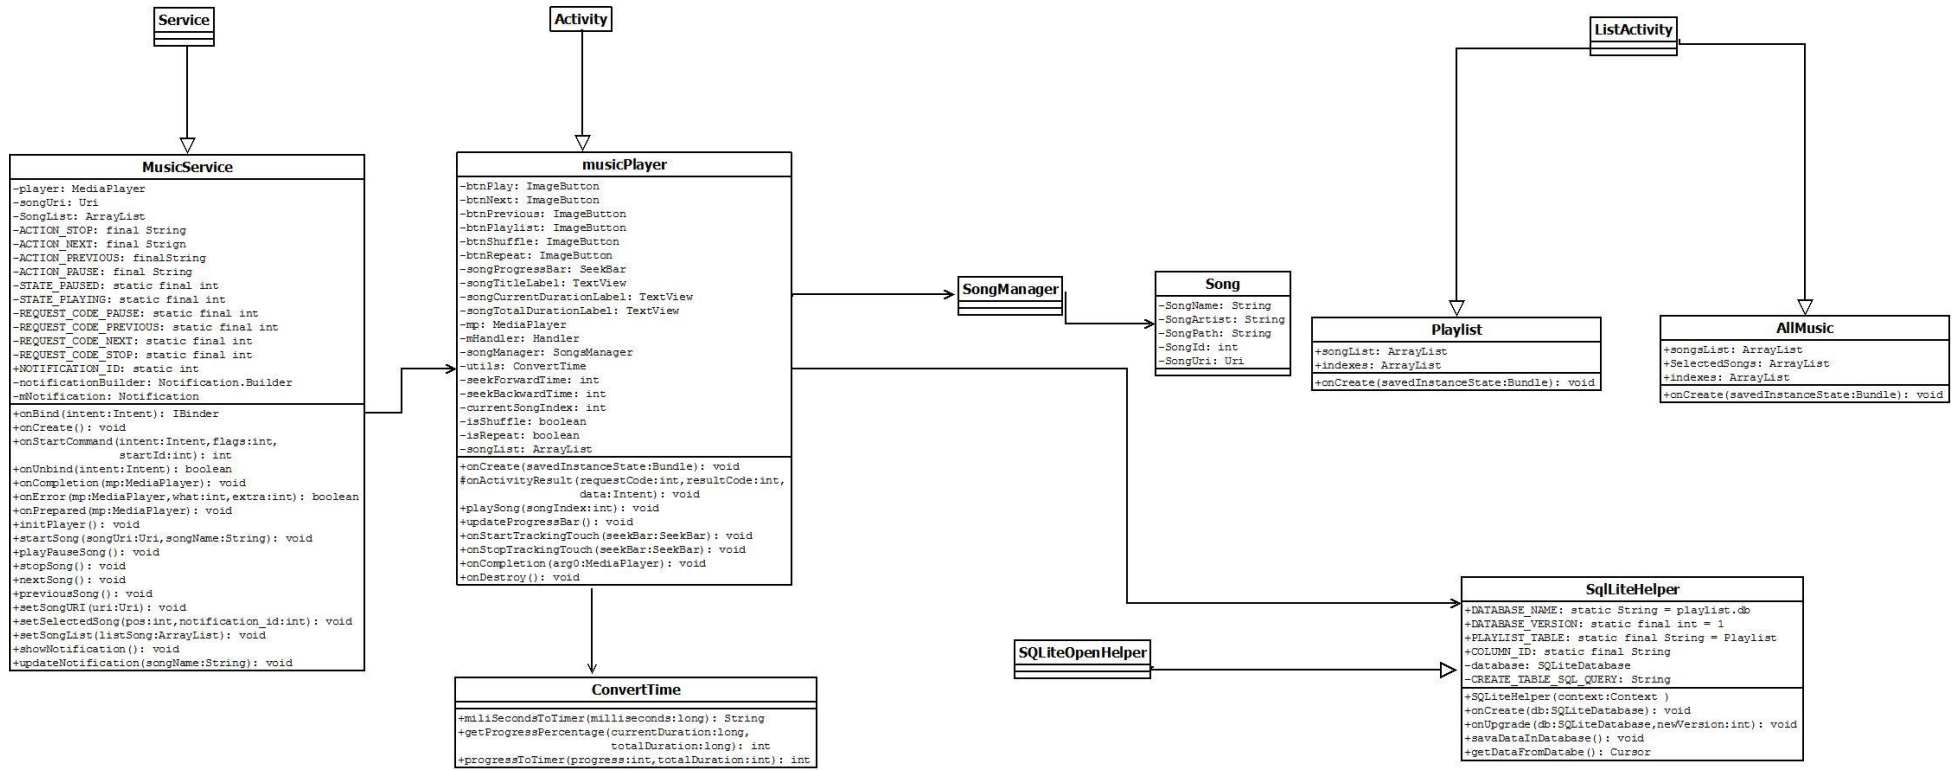 Service
Activity
ListActivity
MusicService
-player: MediaPlayer
-songUri: Uri
-SongList: ArrayList
-ACTION_STOP: final String
-ACTION_NEXT: final Strign
-ACTION_PREVIOUS: finalString
-ACTION_PAUSE: final String
-STATE_PAUSED: static final int
-STATE_PLAYING: static final int
-REQUEST_CODE_PAUSE: static final int
-REQUEST_CODE_PREVIOUS: static final int
-REQUEST_CODE_NEXT: static final int
-REQUEST_CODE_STOP: static final int
+NOTIFICATION_ID: static int
-notificationBuilder: Notification.Builder
-mNotification: Notification
+onBind(intent:Intent): IBinder
+onCreate(): void
+onStartCommand(intent:Intent,flags:int,
startId:int): int
+onUnbind(intent:Intent): boolean
+onCompletion(mp:MediaPlayer): void
+onError(mp:MediaPlayer,what:int,extra:int): boolean
+onPrepared(mp:MediaPlayer): void
+initPlayer(): void
+startSong(songUri:Uri,songName:String): void
+playPauseSong(): void
+stopSong(): void
+nextSong(): void
+previousSong(): void
+setSongURI(uri:Uri): void
+setSelectedSong(pos:int,notification_id:int): void
+setSongList(listSong:ArrayList): void
+showNotification(): void
+updateNotification(songName:String): void
musicPlayer
-btnPlay: ImageButton
-btnNext: ImageButton
-btnPrevious: ImageButton
-btnPlaylist: ImageButton
-btnShuffle: ImageButton
-btnRepeat: ImageButton
-songProgressBar: SeekBar
-songTitleLabel: TextView
-songCurrentDurationLabel: TextView
-songTotalDurationLabel: TextView
-mp: MediaPlayer
-mHandler: Handler
-songManager: SongsManager
-utils: ConvertTime
-seekForwardTime: int
-seekBackwardTime: int
-currentSongIndex: int
-isShuffle: boolean
-isRepeat: boolean
-songList: ArrayList
+onCreate(savedInstanceState:Bundle): void
#onActivityResult(requestCode:int,resultCode:int,
data:Intent): void
+playSong(songIndex:int): void
+updateProgressBar(): void
+onStartTrackingTouch(seekBar:SeekBar): void
+onStopTrackingTouch(seekBar:SeekBar): void
+onCompletion(arg0:MediaPlayer): void
+onDestroy(): void
SongManager
Song
-SongName: String
-SongArtist: String
-SongPath: String
-SongId: int
-SongUri: Uri
Playlist
+songList: ArrayList
+indexes: ArrayList
+onCreate(savedInstanceState:Bundle): void
AllMusic
+songsList: ArrayList
+SelectedSongs: ArrayList
+indexes: ArrayList
+onCreate(savedInstanceState:Bundle): void
ConvertTime
+miliSecondsToTimer(milliseconds:long): String
+getProgressPercentage(currentDuration:long,
totalDuration:long): int
+progressToTimer(progress:int,totalDuration:int): int
SQLiteOpenHelper
SqlLiteHelper
+DATABASE_NAME: static String = playlist.db
+DATABASE_VERSION: static final int = 1
+PLAYLIST_TABLE: static final String = Playlist
+COLUMN_ID: static final String
-database: SQLiteDatabase
-CREATE_TABLE_SQL_QUERY: String
+SQLiteHelper(context:Context )
+onCreate(db:SQLiteDatabase): void
+onUpgrade(db:SQLiteDatabase,newVersion:int): void
+savaDataInDatabase(): void
+getDataFromDatabe(): Cursor